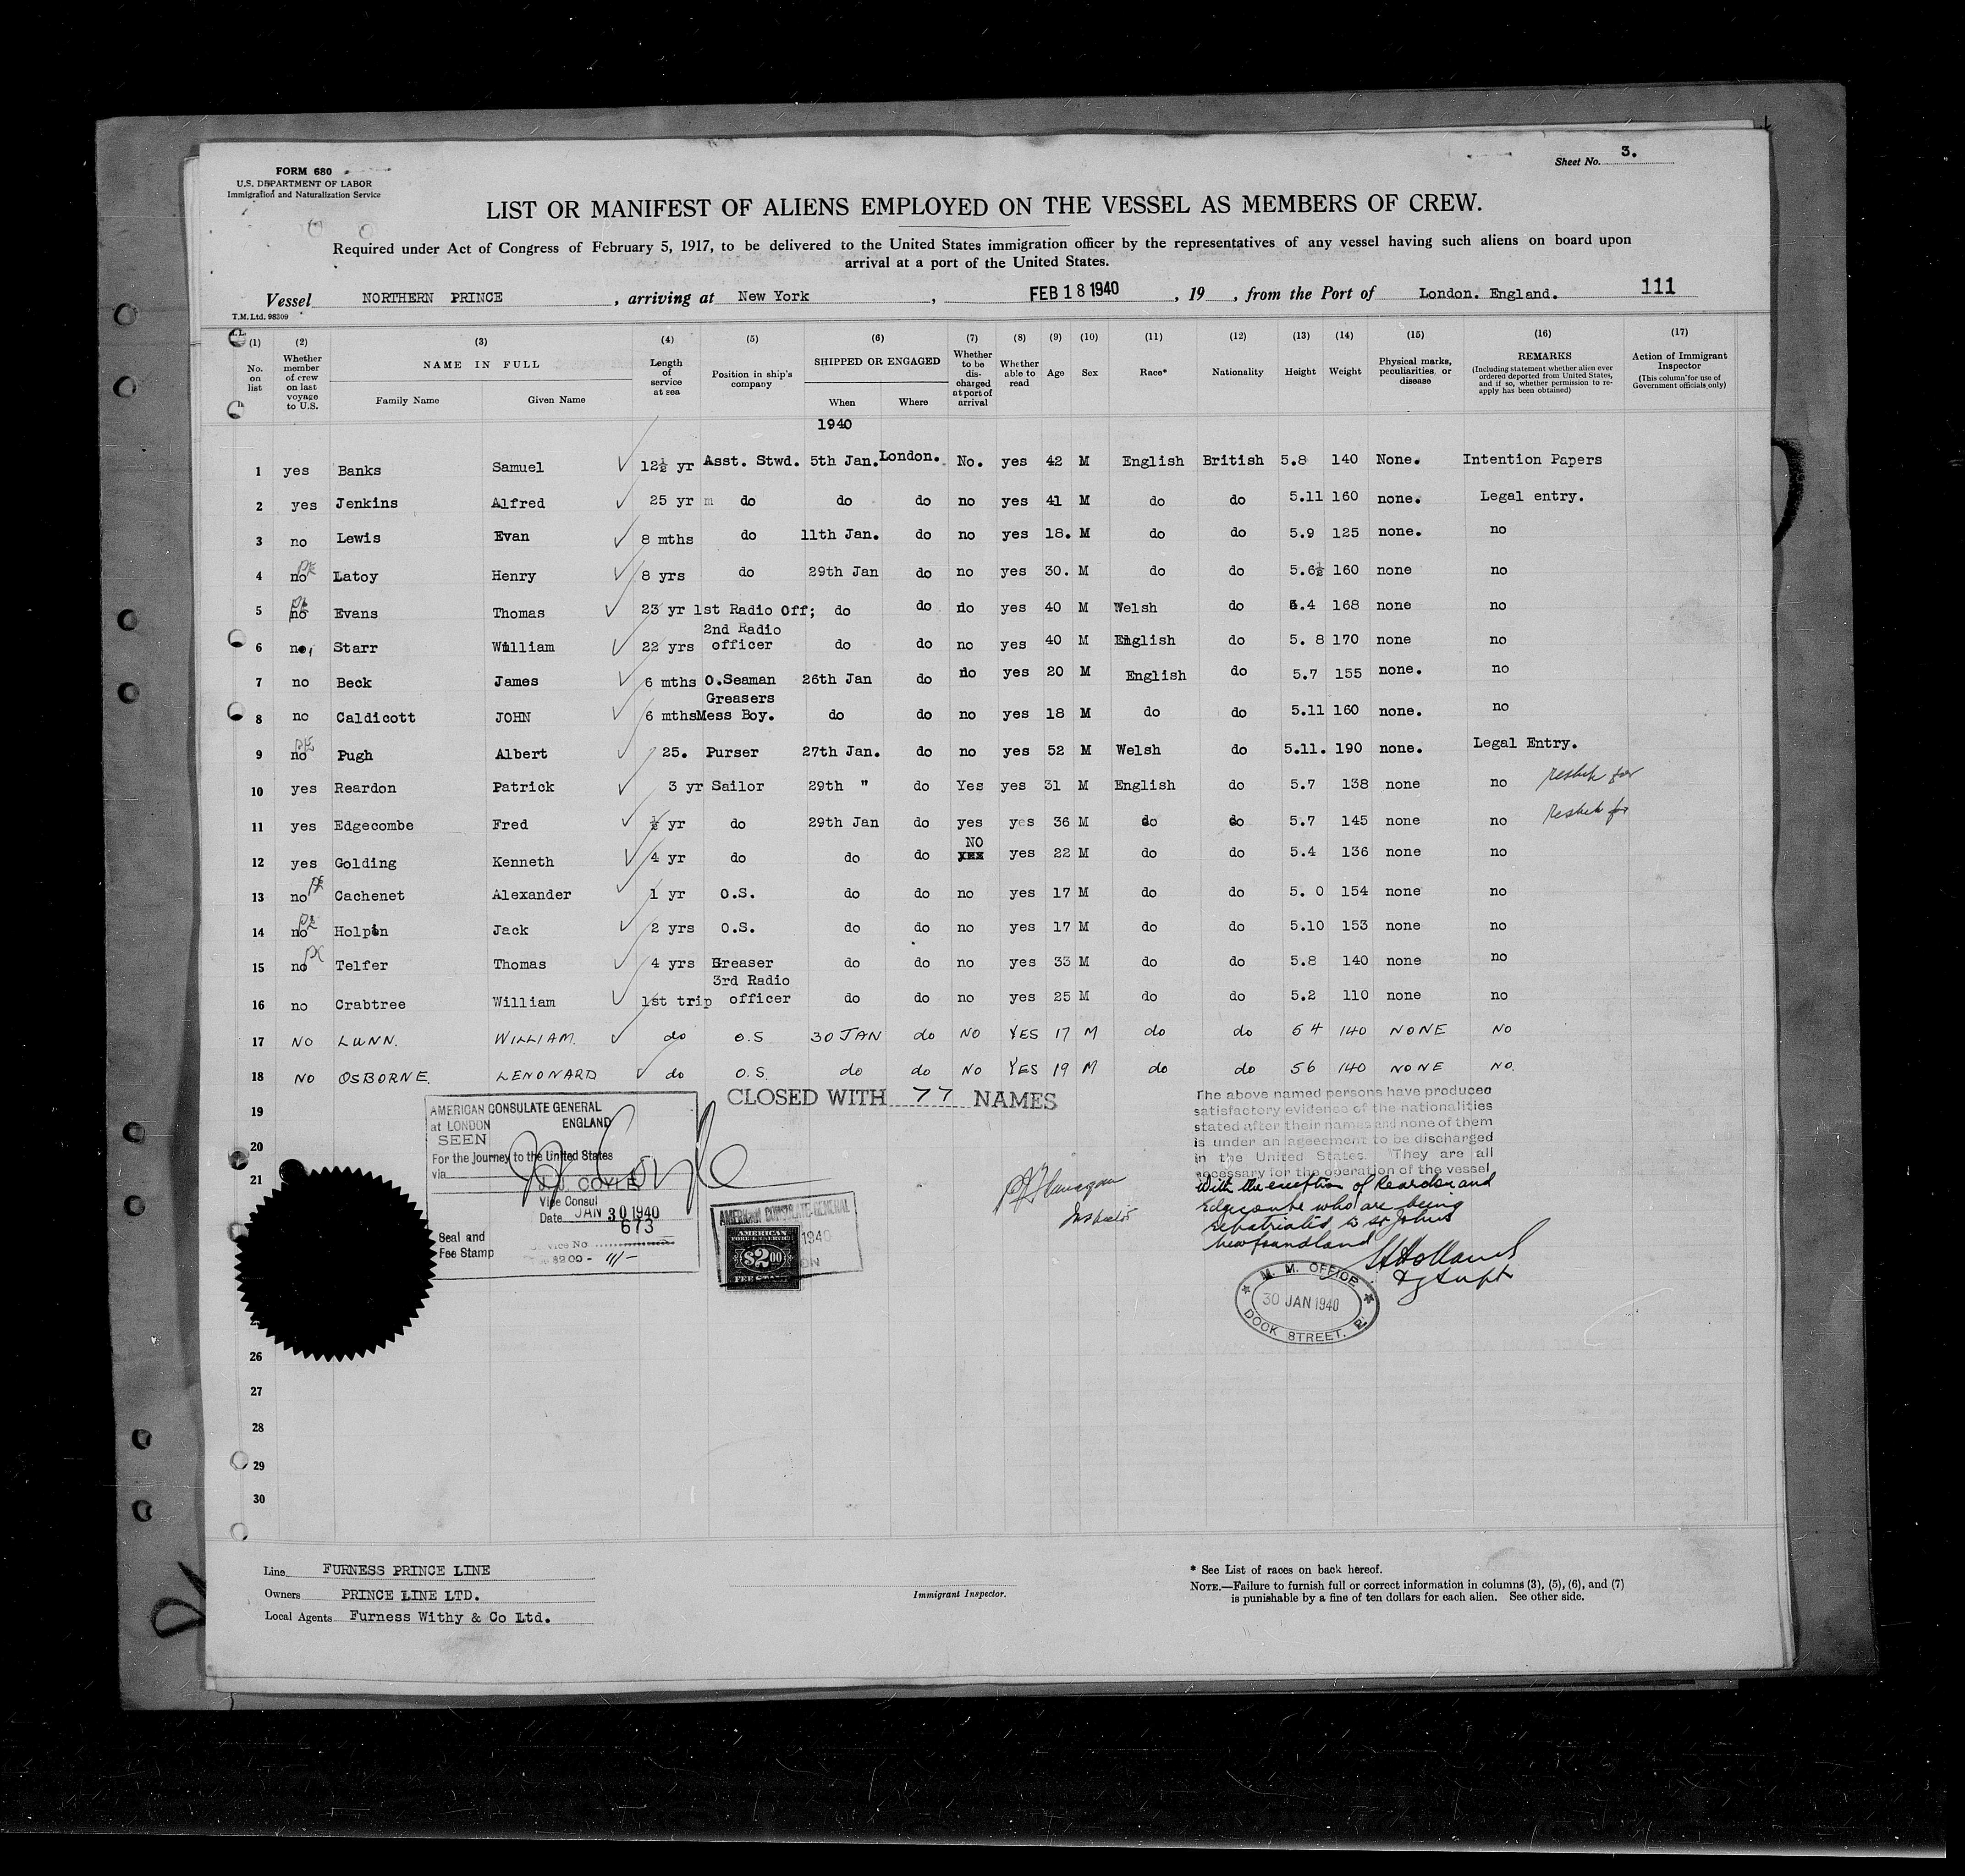 Sheet No. 3.
FORM 680
U.S. DEPARTMENT OF LABOR
Immigration and Naturalization Service
LIST OR MANIFEST OF ALIENS EMPLOYED ON THE VESSEL AS MEMBERS OF CREW.
Required under Act of Congress of February 5, 1917, to be delivered to the United States immigration officer by the representatives of any vessel having such aliens on board upon
arrival at a port of the United States.
Vessel NORTHERN PRINCE , arriving at New York , FEB 18 1940 , 19 , from the Port of London. England. 111
T.M.Ltd. 98309
(1) No. on list
(2) Whether member of crew on last voyage to U.S.
(3) NAME IN FULL Family Name Given Name
(4) Length of service at sea
(5) Position in ship's company
(6) SHIPPED OR ENGAGED When Where
(7) Whether to be discharged at port of arrival
(8) Whether able to read
(9) Age
(10) Sex
(11) Race*
(12) Nationality
(13) Height
(14) Weight
(15) Physical marks, peculiarities, or disease
(16) REMARKS (Including statement whether alien ever ordered deported from United States, and if so, whether permission to re-apply has been obtained)
(17) Action of Immigrant Inspector (This column for use of Government officials only)
1940
1 yes Banks Samuel 12½ yr Asst. Stwd. 5th Jan. London. No. yes 42 M English British 5.8 140 None. Intention Papers
2 yes Jenkins Alfred 25 yr m do do do no yes 41 M do do 5.11 160 none. Legal entry.
3 no Lewis Evan 8 mths do 11th Jan. do no yes 18. M do do 5.9 125 none. no
4 no Latoy Henry 8 yrs do 29th Jan do no yes 30. M do do 5.6½ 160 none no
5 no Evans Thomas 23 yr 1st Radio Off; do do no yes 40 M Welsh do 5.4 168 none no
6 no Starr William 22 yrs 2nd Radio officer do do no yes 40 M English do 5. 8 170 none no
7 no Beck James 6 mths O.Seaman 26th Jan do no yes 20 M English do 5.7 155 none. no
8 no Caldicott JOHN 6 mths Greasers Mess Boy. do do no yes 18 M do do 5.11 160 none. no
9 no Pugh Albert 25. Purser 27th Jan. do no yes 52 M Welsh do 5.11. 190 none. Legal Entry.
10 yes Reardon Patrick 3 yr Sailor 29th " do Yes yes 31 M English do 5.7 138 none no
11 yes Edgecombe Fred ½ yr do 29th Jan do yes yes 36 M do do 5.7 145 none no
12 yes Golding Kenneth 4 yr do do do NO yes yes 22 M do do 5.4 136 none no
13 no Cachenet Alexander 1 yr O.S. do do no yes 17 M do do 5. 0 154 none no
14 no Holpin Jack 2 yrs O.S. do do no yes 17 M do do 5.10 153 none no
15 no Telfer Thomas 4 yrs Greaser do do no yes 33 M do do 5.8 140 none no
16 no Crabtree William 1st trip 3rd Radio officer do do no yes 25 M do do 5.2 110 none no
17 NO LUNN. WILLIAM. do O.S 30 JAN do NO YES 17 M do do 5 4 140 NONE NO
18 NO OSBORNE. LENONARD do O.S. do do NO YES 19 M do do 5 6 140 NONE NO.
19
20
21
26
27
28
29
30
CLOSED WITH 77 NAMES
AMERICAN CONSULATE GENERAL
at LONDON ENGLAND
SEEN
For the journey to the United States
via
J. J. COYLE
Vice Consul
Date JAN 30 1940
673
Seal and
Fee Stamp
Service No.
AMERICAN CONSULATE-GENERAL
1940
AMERICAN
FOREIGN SERVICE
$2.00
FEE STAMP
Flanagan
Inspector
The above named persons have produced
satisfactory evidence of the nationalities
stated after their names and none of them
is under an agreement to be discharged
in the United States. They are all
necessary for the operation of the vessel
with the exception of Reardon and
Edgecombe who are being
repatriated to St Johns
Newfoundland
Holland
M. M. OFFICE
30 JAN 1940
DOCK STREET. E.
Line FURNESS PRINCE LINE
Owners PRINCE LINE LTD.
Local Agents Furness Withy & Co Ltd.
Immigrant Inspector.
* See List of races on back hereof.
NOTE.—Failure to furnish full or correct information in columns (3), (5), (6), and (7)
is punishable by a fine of ten dollars for each alien. See other side.